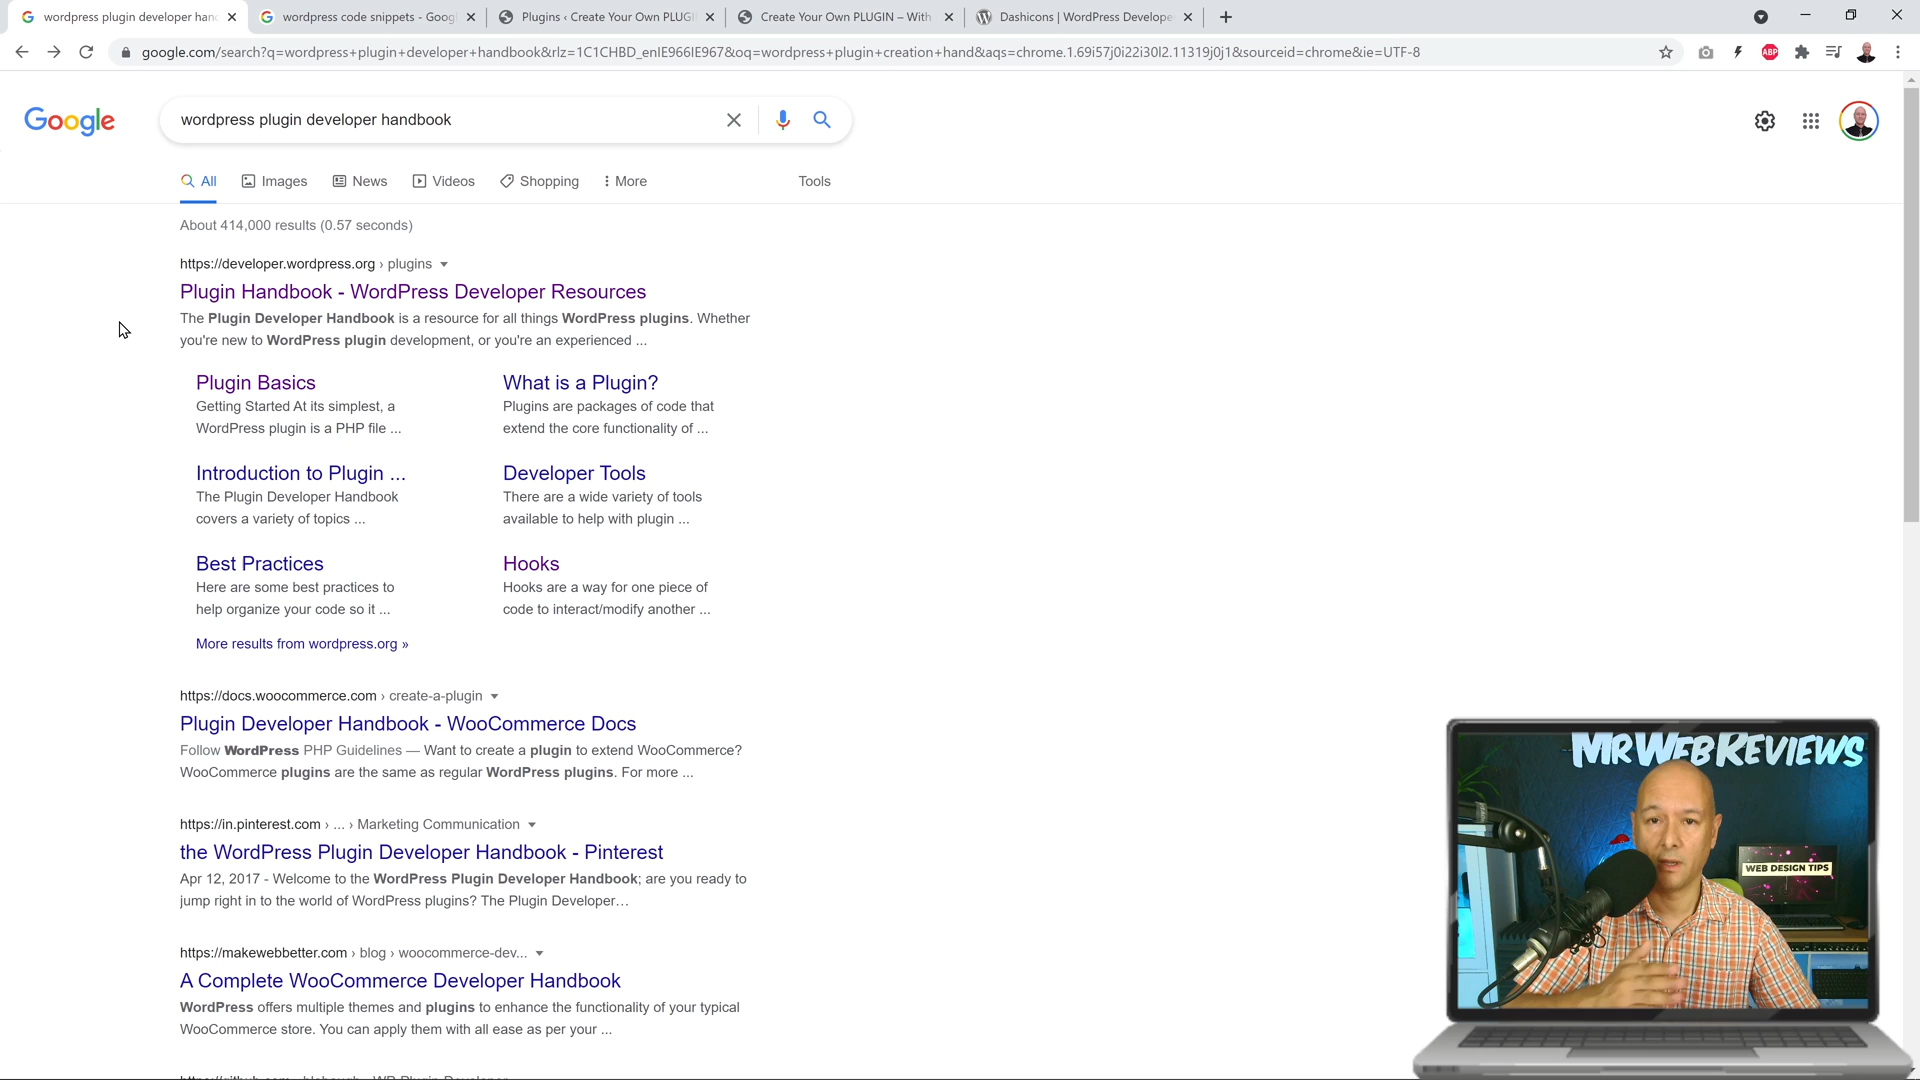 wordpress plugin developer han
wordpress code snippets - Googl
Plugins ‹ Create Your Own PLUGI
Create Your Own PLUGIN – With
Dashicons | WordPress Develope
google.com/search?q=wordpress+plugin+developer+handbook&rlz=1C1CHBD_enIE966IE967&oq=wordpress+plugin+creation+hand&aqs=chrome.1.69i57j0i22i30l2.11319j0j1&sourceid=chrome&ie=UTF-8
ABP
Google
wordpress plugin developer handbook
All Images News Videos Shopping More Tools
About 414,000 results (0.57 seconds)
https://developer.wordpress.org › plugins
Plugin Handbook - WordPress Developer Resources
The Plugin Developer Handbook is a resource for all things WordPress plugins. Whether
you're new to WordPress plugin development, or you're an experienced ...
Plugin Basics
Getting Started At its simplest, a
WordPress plugin is a PHP file ...
What is a Plugin?
Plugins are packages of code that
extend the core functionality of ...
Introduction to Plugin ...
The Plugin Developer Handbook
covers a variety of topics ...
Developer Tools
There are a wide variety of tools
available to help with plugin ...
Best Practices
Here are some best practices to
help organize your code so it ...
Hooks
Hooks are a way for one piece of
code to interact/modify another ...
More results from wordpress.org »
https://docs.woocommerce.com › create-a-plugin
Plugin Developer Handbook - WooCommerce Docs
Follow WordPress PHP Guidelines — Want to create a plugin to extend WooCommerce?
WooCommerce plugins are the same as regular WordPress plugins. For more ...
https://in.pinterest.com › ... › Marketing Communication
the WordPress Plugin Developer Handbook - Pinterest
Apr 12, 2017 - Welcome to the WordPress Plugin Developer Handbook; are you ready to
jump right in to the world of WordPress plugins? The Plugin Developer…
https://makewebbetter.com › blog › woocommerce-dev...
A Complete WooCommerce Developer Handbook
WordPress offers multiple themes and plugins to enhance the functionality of your typical
WooCommerce store. You can apply them with all ease as per your ...
MRWEBREVIEWS
WEB DESIGN TIPS